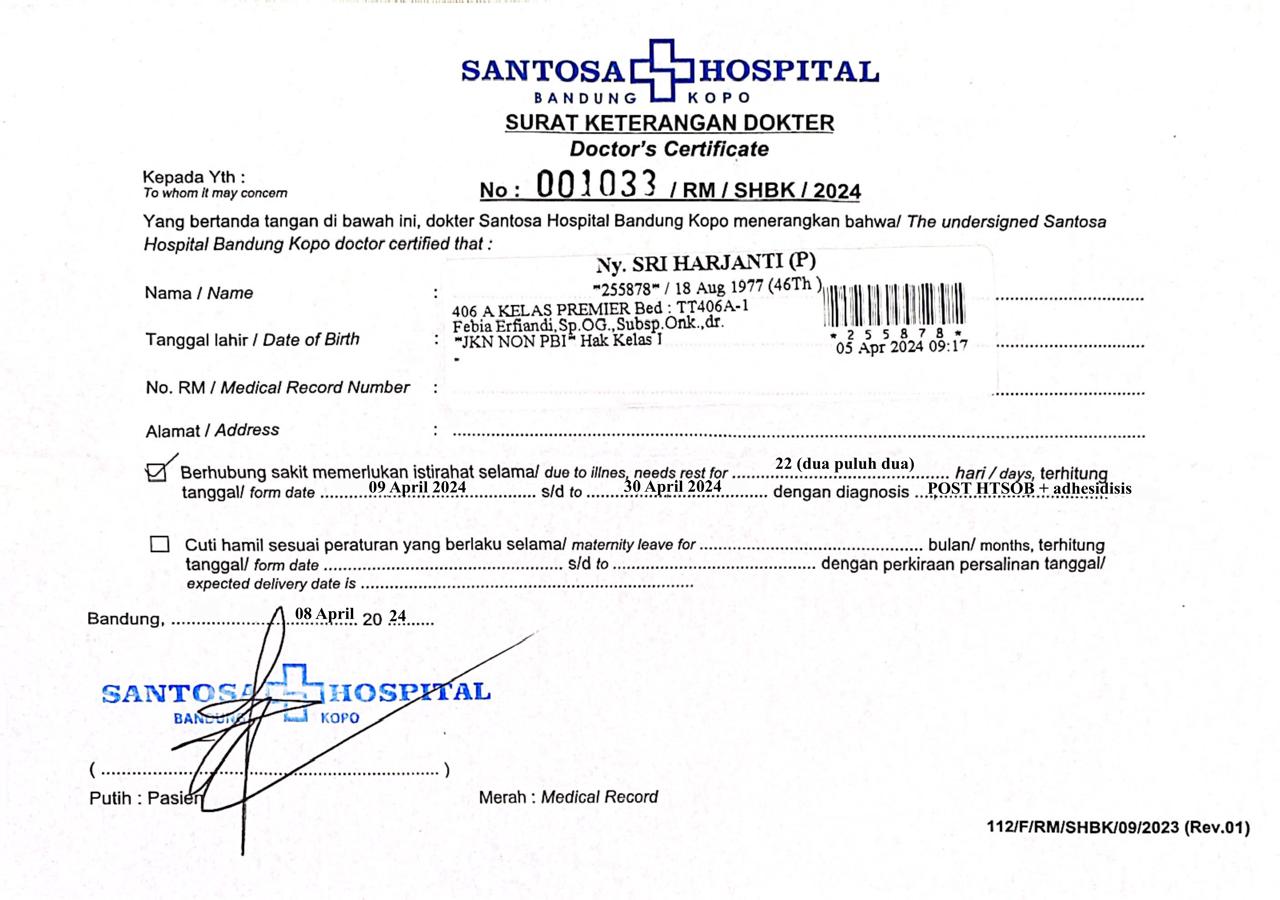 SANTOSA HOSPITAL
BANDUNG KOPO
SURAT KETERANGAN DOKTER
Doctor's Certificate
Kepada Yth :
To whom it may concern
No : 001033 / RM / SHBK / 2024
Yang bertanda tangan di bawah ini, dokter Santosa Hospital Bandung Kopo menerangkan bahwa/ The undersigned Santosa
Hospital Bandung Kopo doctor certified that :
Ny. SRI HARJANTI (P)
"255878" / 18 Aug 1977 (46Th )
Nama / Name :
406 A KELAS PREMIER Bed : TT406A-1
Febia Erfiandi,Sp.OG.,Subsp.Onk.,dr.
*255878*
Tanggal lahir / Date of Birth : "JKN NON PBI" Hak Kelas I
05 Apr 2024 09:17
-
No. RM / Medical Record Number :
Alamat / Address :
Berhubung sakit memerlukan istirahat selama/ due to illnes, needs rest for 22 (dua puluh dua) hari / days, terhitung
tanggal/ form date 09 April 2024 s/d to 30 April 2024 dengan diagnosis POST HTSOB + adhesidisis
Cuti hamil sesuai peraturan yang berlaku selama/ maternity leave for bulan/ months, terhitung
tanggal/ form date s/d to dengan perkiraan persalinan tanggal/
expected delivery date is
Bandung, 08 April 20 24
SANTOSA HOSPITAL
BANDUNG KOPO
( )
Putih : Pasien Merah : Medical Record
112/F/RM/SHBK/09/2023 (Rev.01)